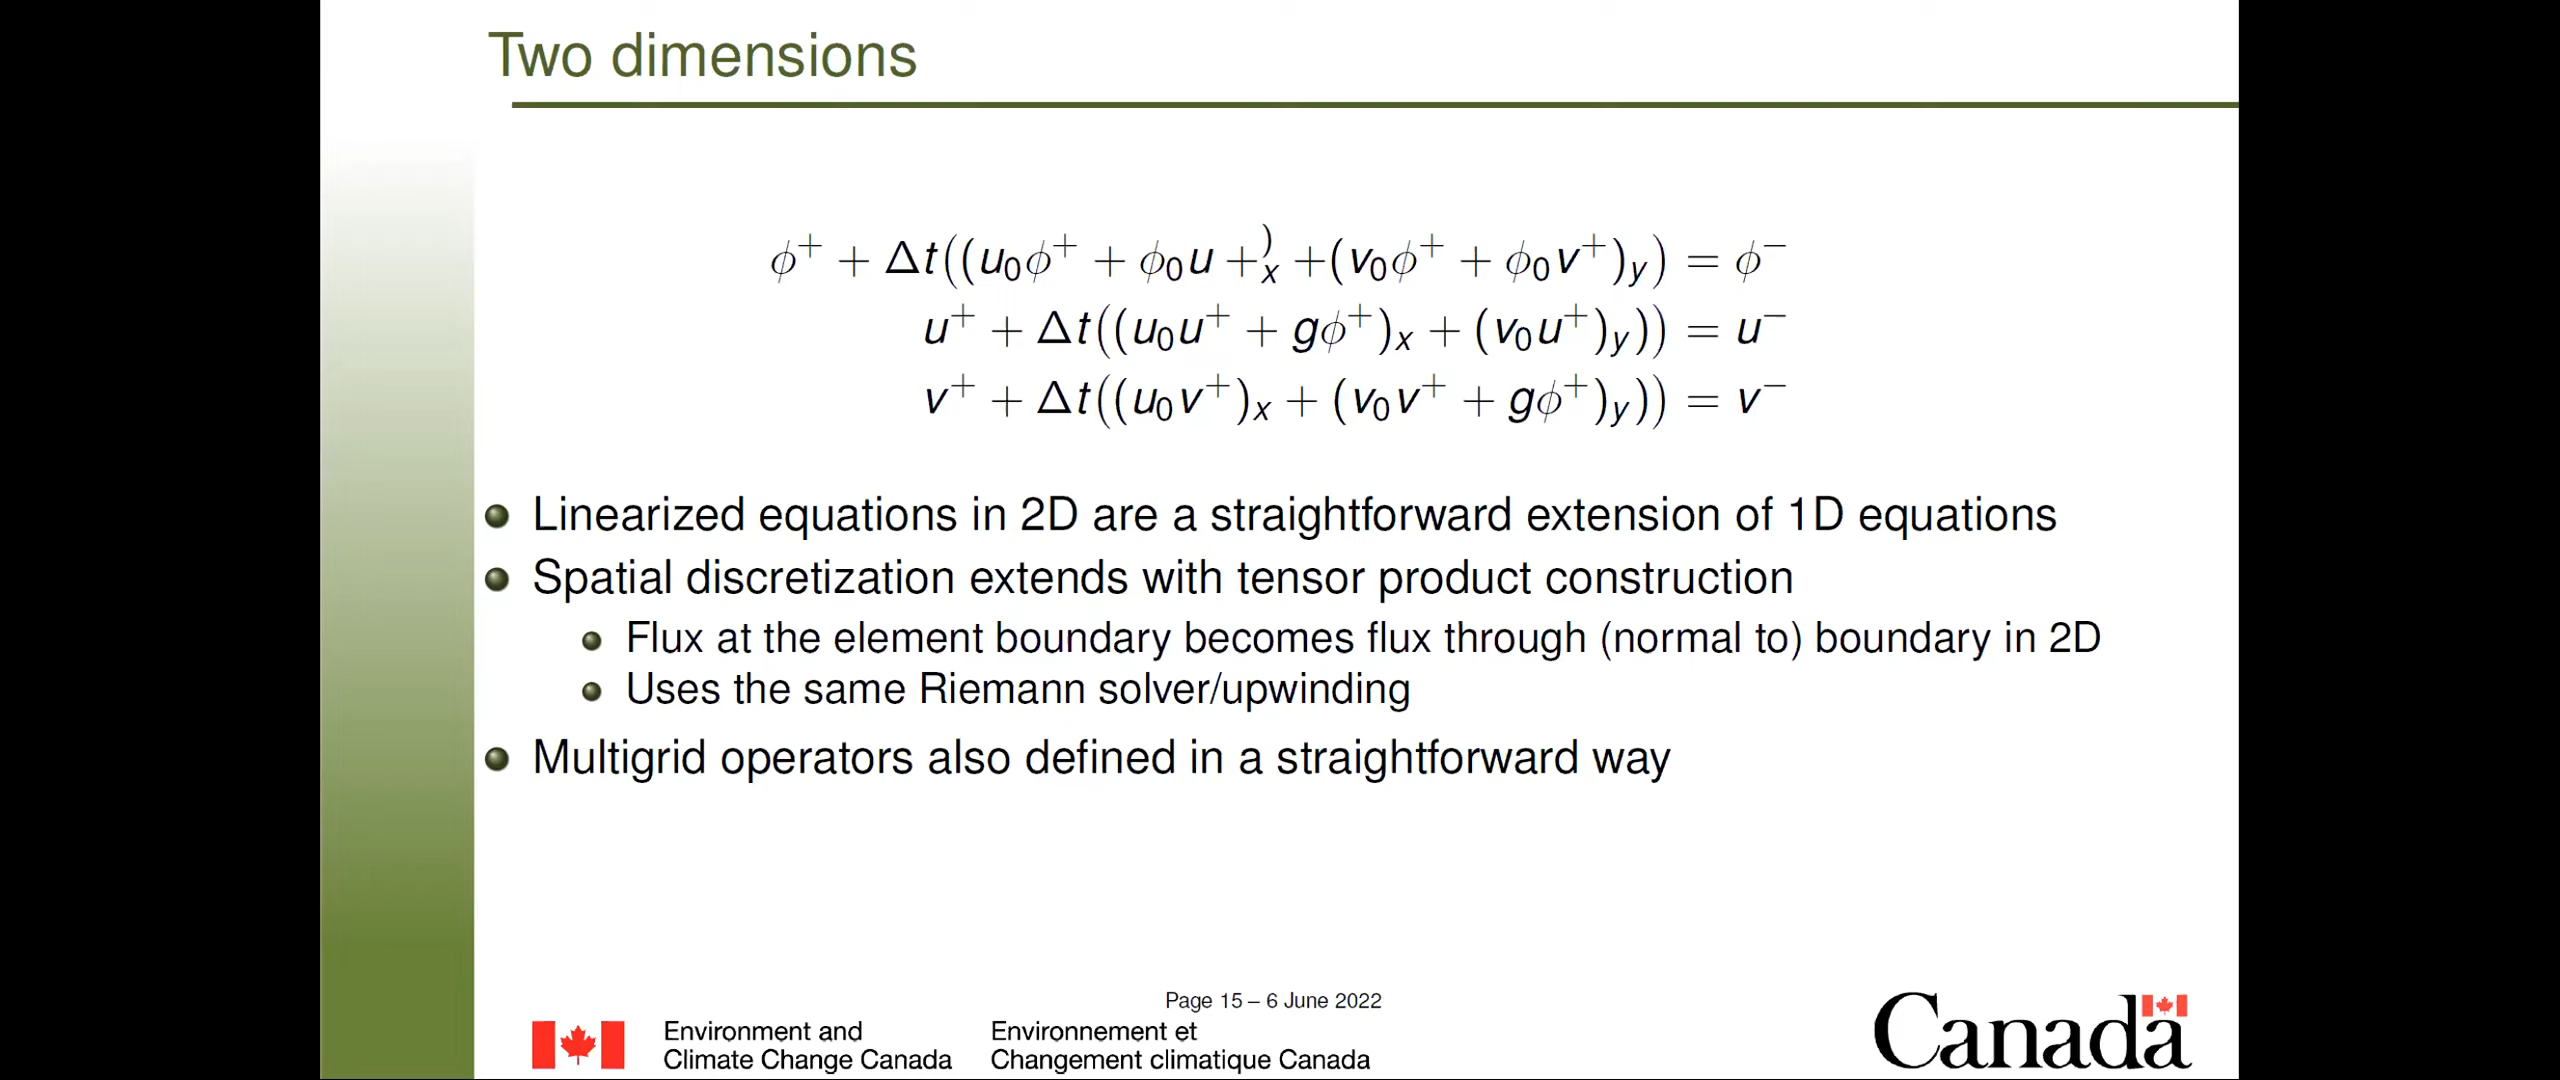 Two dimensions
ϕ⁺ + Δt((u₀ϕ⁺ + ϕ₀u +⁾ₓ +(v₀ϕ⁺ + ϕ₀v⁺)_y) = ϕ⁻
u⁺ + Δt((u₀u⁺ + gϕ⁺)ₓ + (v₀u⁺)_y)) = u⁻
v⁺ + Δt((u₀v⁺)ₓ + (v₀v⁺ + gϕ⁺)_y)) = v⁻
Linearized equations in 2D are a straightforward extension of 1D equations
Spatial discretization extends with tensor product construction
Flux at the element boundary becomes flux through (normal to) boundary in 2D
Uses the same Riemann solver/upwinding
Multigrid operators also defined in a straightforward way
Page 15 – 6 June 2022
Environment and
Climate Change Canada
Environnement et
Changement climatique Canada
Canada